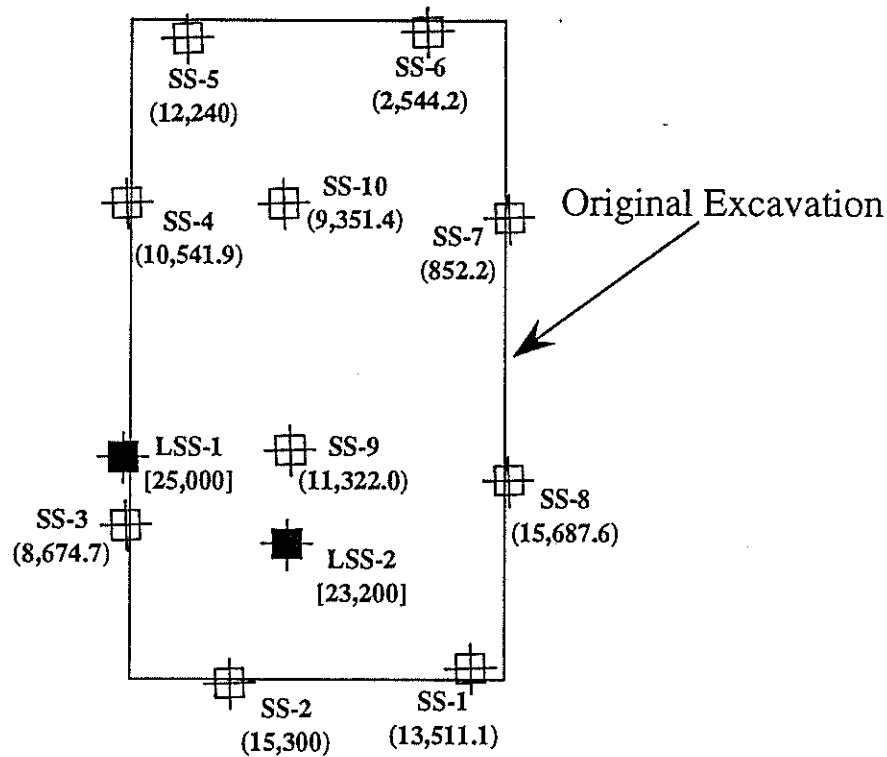 SS-5
(12,240)
SS-6
(2,544.2)
SS-4
(10,541.9)
SS-10
(9,351.4)
SS-7
(852.2)
Original Excavation
LSS-1
[25,000]
SS-9
(11,322.0)
SS-3
(8,674.7)
SS-8
(15,687.6)
LSS-2
[23,200]
SS-2
(15,300)
SS-1
(13,511.1)